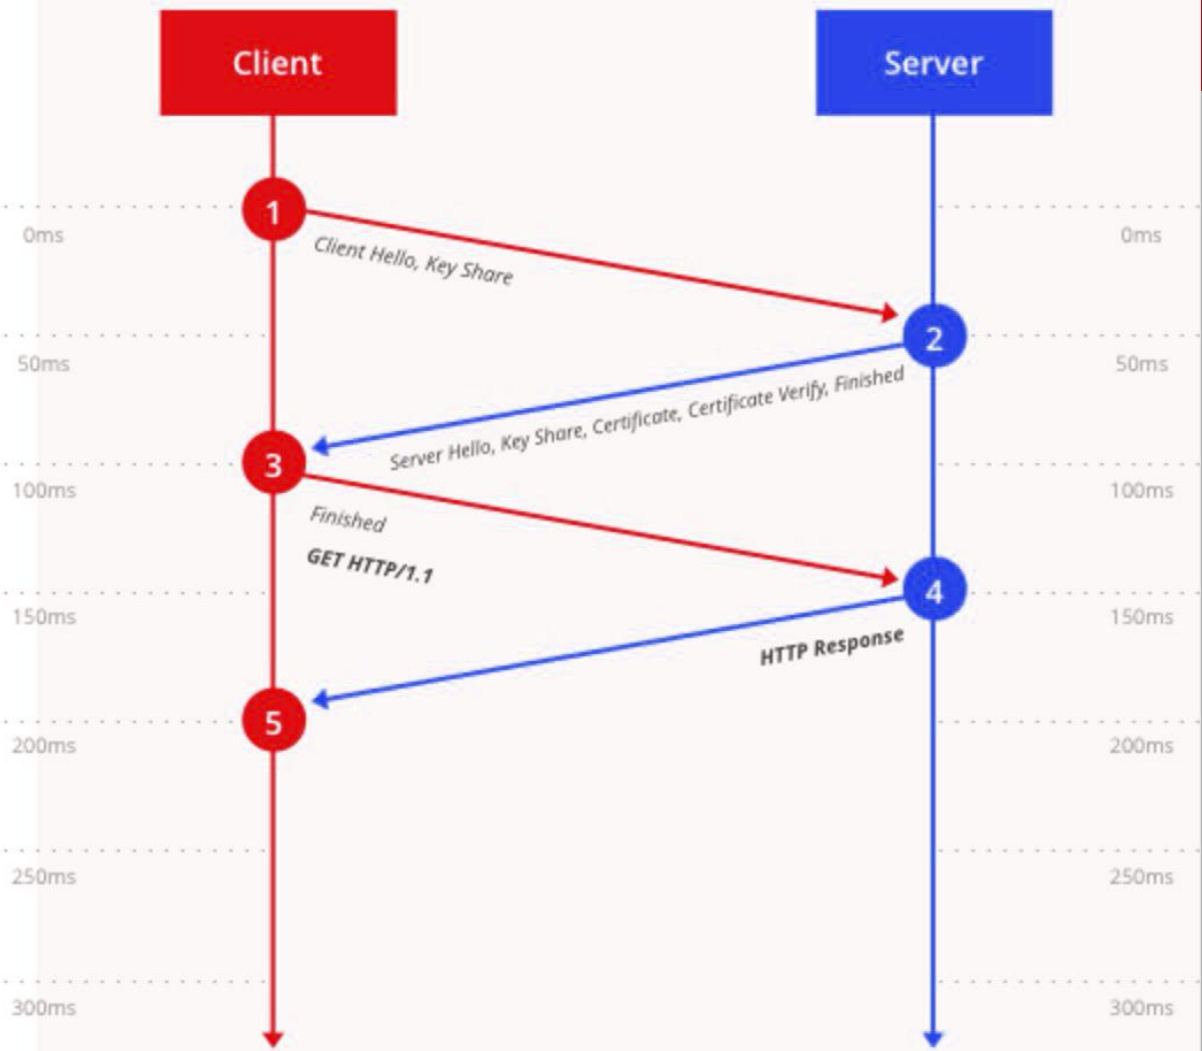 Client
Server
1
0ms
0ms
Client Hello, Key Share
2
50ms
50ms
Server Hello, Key Share, Certificate, Certificate Verify, Finished
3
100ms
100ms
Finished
GET HTTP/1.1
4
150ms
150ms
HTTP Response
5
200ms
200ms
250ms
250ms
300ms
300ms